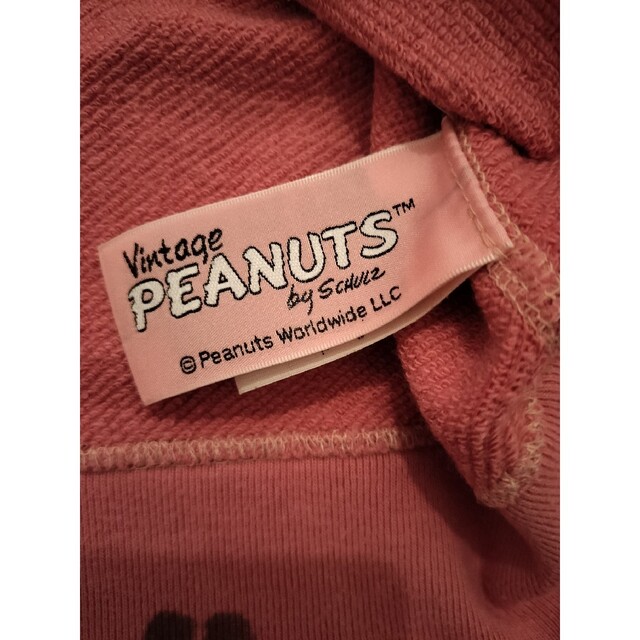 Vintage
PEANUTS™
by SCHULZ
©Peanuts Worldwide LLC